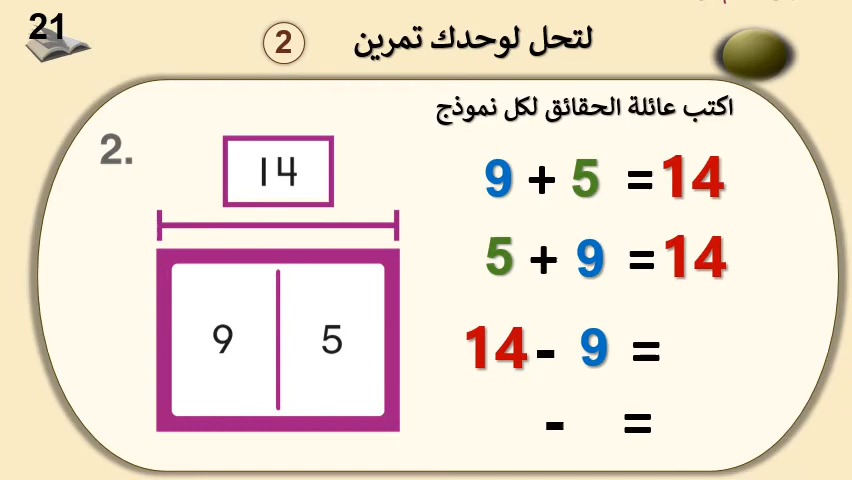 21
لتحل لوحدك تمرين 2
اكتب عائلة الحقائق لكل نموذج
2.
14
9 5
9 + 5 = 14
5 + 9 = 14
14 - 9 =
- =